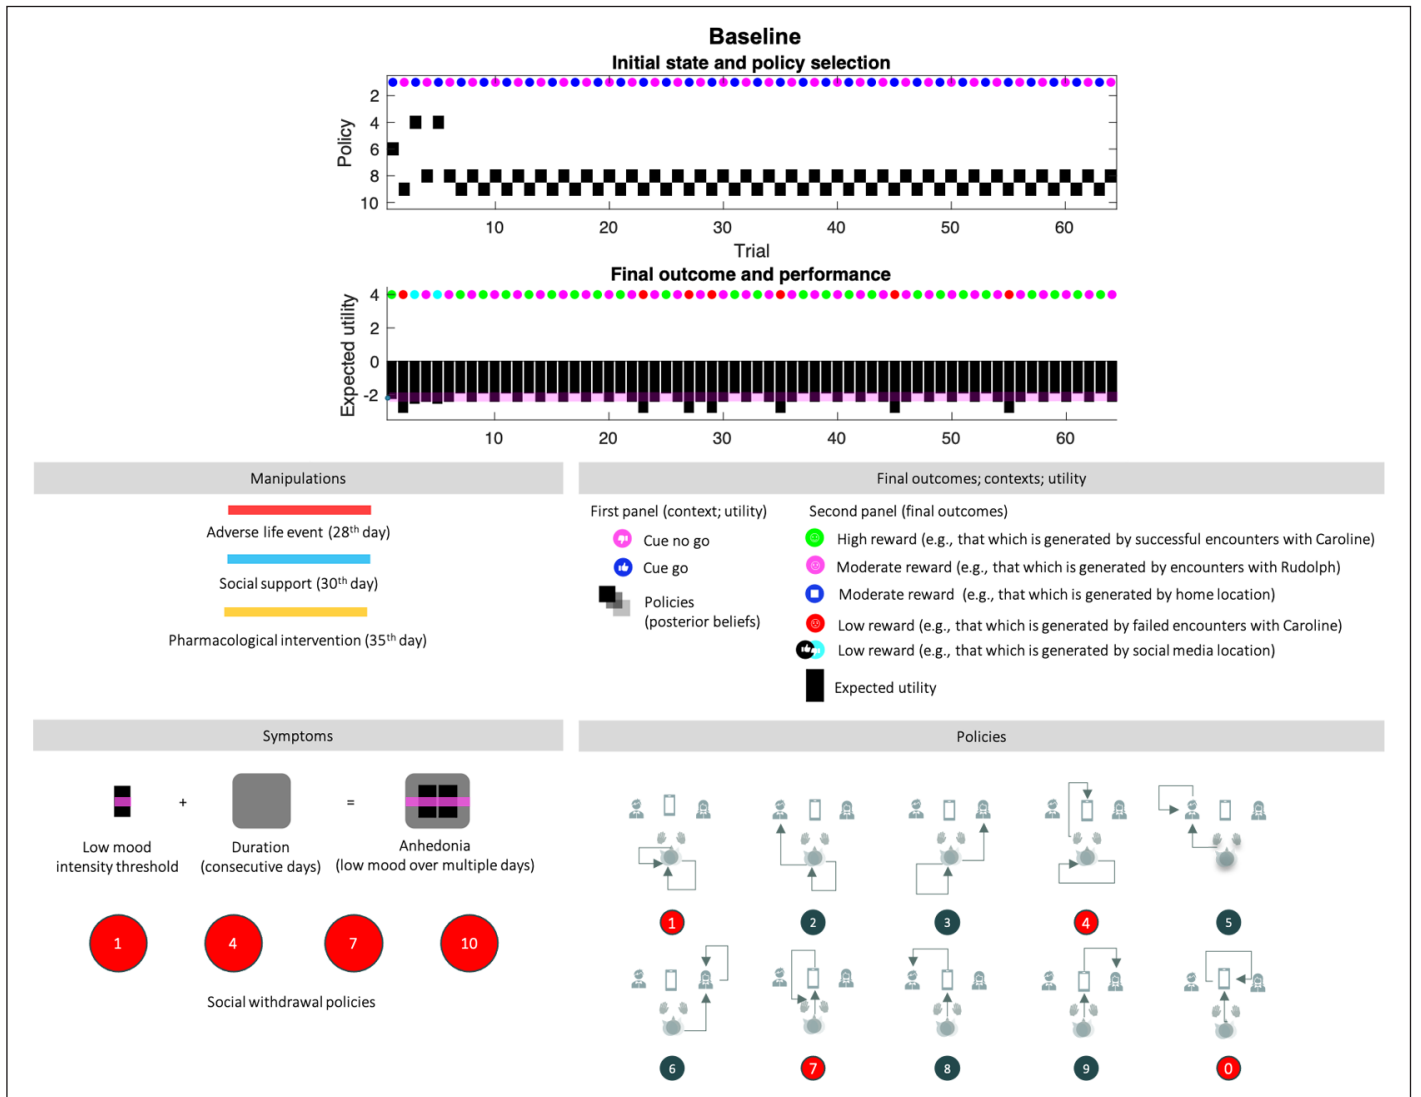 Baseline
Initial state and policy selection
Policy
2
4
6
8
10
10
20
30
40
50
60
Trial
Final outcome and performance
Expected utility
4
2
0
-2
10
20
30
40
50
60
Manipulations
Adverse life event (28th day)
Social support (30th day)
Pharmacological intervention (35th day)
Final outcomes; contexts; utility
First panel (context; utility)
Cue no go
Cue go
Policies
(posterior beliefs)
Second panel (final outcomes)
High reward (e.g., that which is generated by successful encounters with Caroline)
Moderate reward (e.g., that which is generated by encounters with Rudolph)
Moderate reward (e.g., that which is generated by home location)
Low reward (e.g., that which is generated by failed encounters with Caroline)
Low reward (e.g., that which is generated by social media location)
Expected utility
Symptoms
+
=
Low mood
intensity threshold
Duration
(consecutive days)
Anhedonia
(low mood over multiple days)
1
4
7
10
Social withdrawal policies
Policies
1
2
3
4
5
6
7
8
9
0